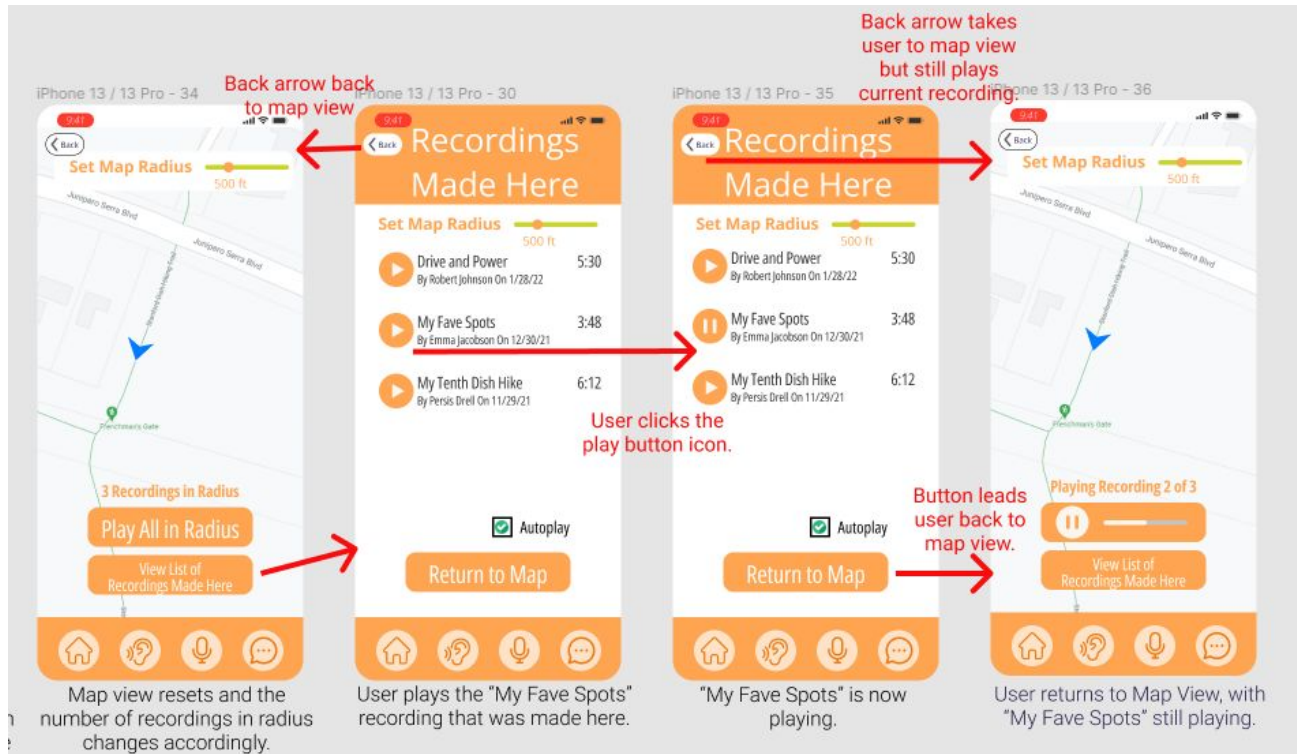 Back arrow takes
user to map view
but still plays
current recording.
Back arrow back
to map view
iPhone 13 / 13 Pro - 34
9:41
Back
Set Map Radius
500 ft
Junipero Serra Blvd
Junipero Serra Blvd
Stanford Dish Hiking Trail
Frenchman's Gate
3 Recordings in Radius
Play All in Radius
View List of
Recordings Made Here
Map view resets and the
number of recordings in radius
changes accordingly.
iPhone 13 / 13 Pro - 30
9:41
Back
Recordings
Made Here
Set Map Radius
500 ft
Drive and Power 5:30
By Robert Johnson On 1/28/22
My Fave Spots 3:48
By Emma Jacobson On 12/30/21
My Tenth Dish Hike 6:12
By Persis Drell On 11/29/21
Autoplay
Return to Map
User plays the “My Fave Spots”
recording that was made here.
User clicks the
play button icon.
iPhone 13 / 13 Pro - 35
9:41
Back
Recordings
Made Here
Set Map Radius
500 ft
Drive and Power 5:30
By Robert Johnson On 1/28/22
My Fave Spots 3:48
By Emma Jacobson On 12/30/21
My Tenth Dish Hike 6:12
By Persis Drell On 11/29/21
Autoplay
Return to Map
“My Fave Spots” is now
playing.
Button leads
user back to
map view.
iPhone 13 / 13 Pro - 36
9:41
Back
Set Map Radius
500 ft
Junipero Serra Blvd
Junipero Serra Blvd
Stanford Dish Hiking Trail
Frenchman's Gate
Playing Recording 2 of 3
View List of
Recordings Made Here
User returns to Map View, with
“My Fave Spots” still playing.